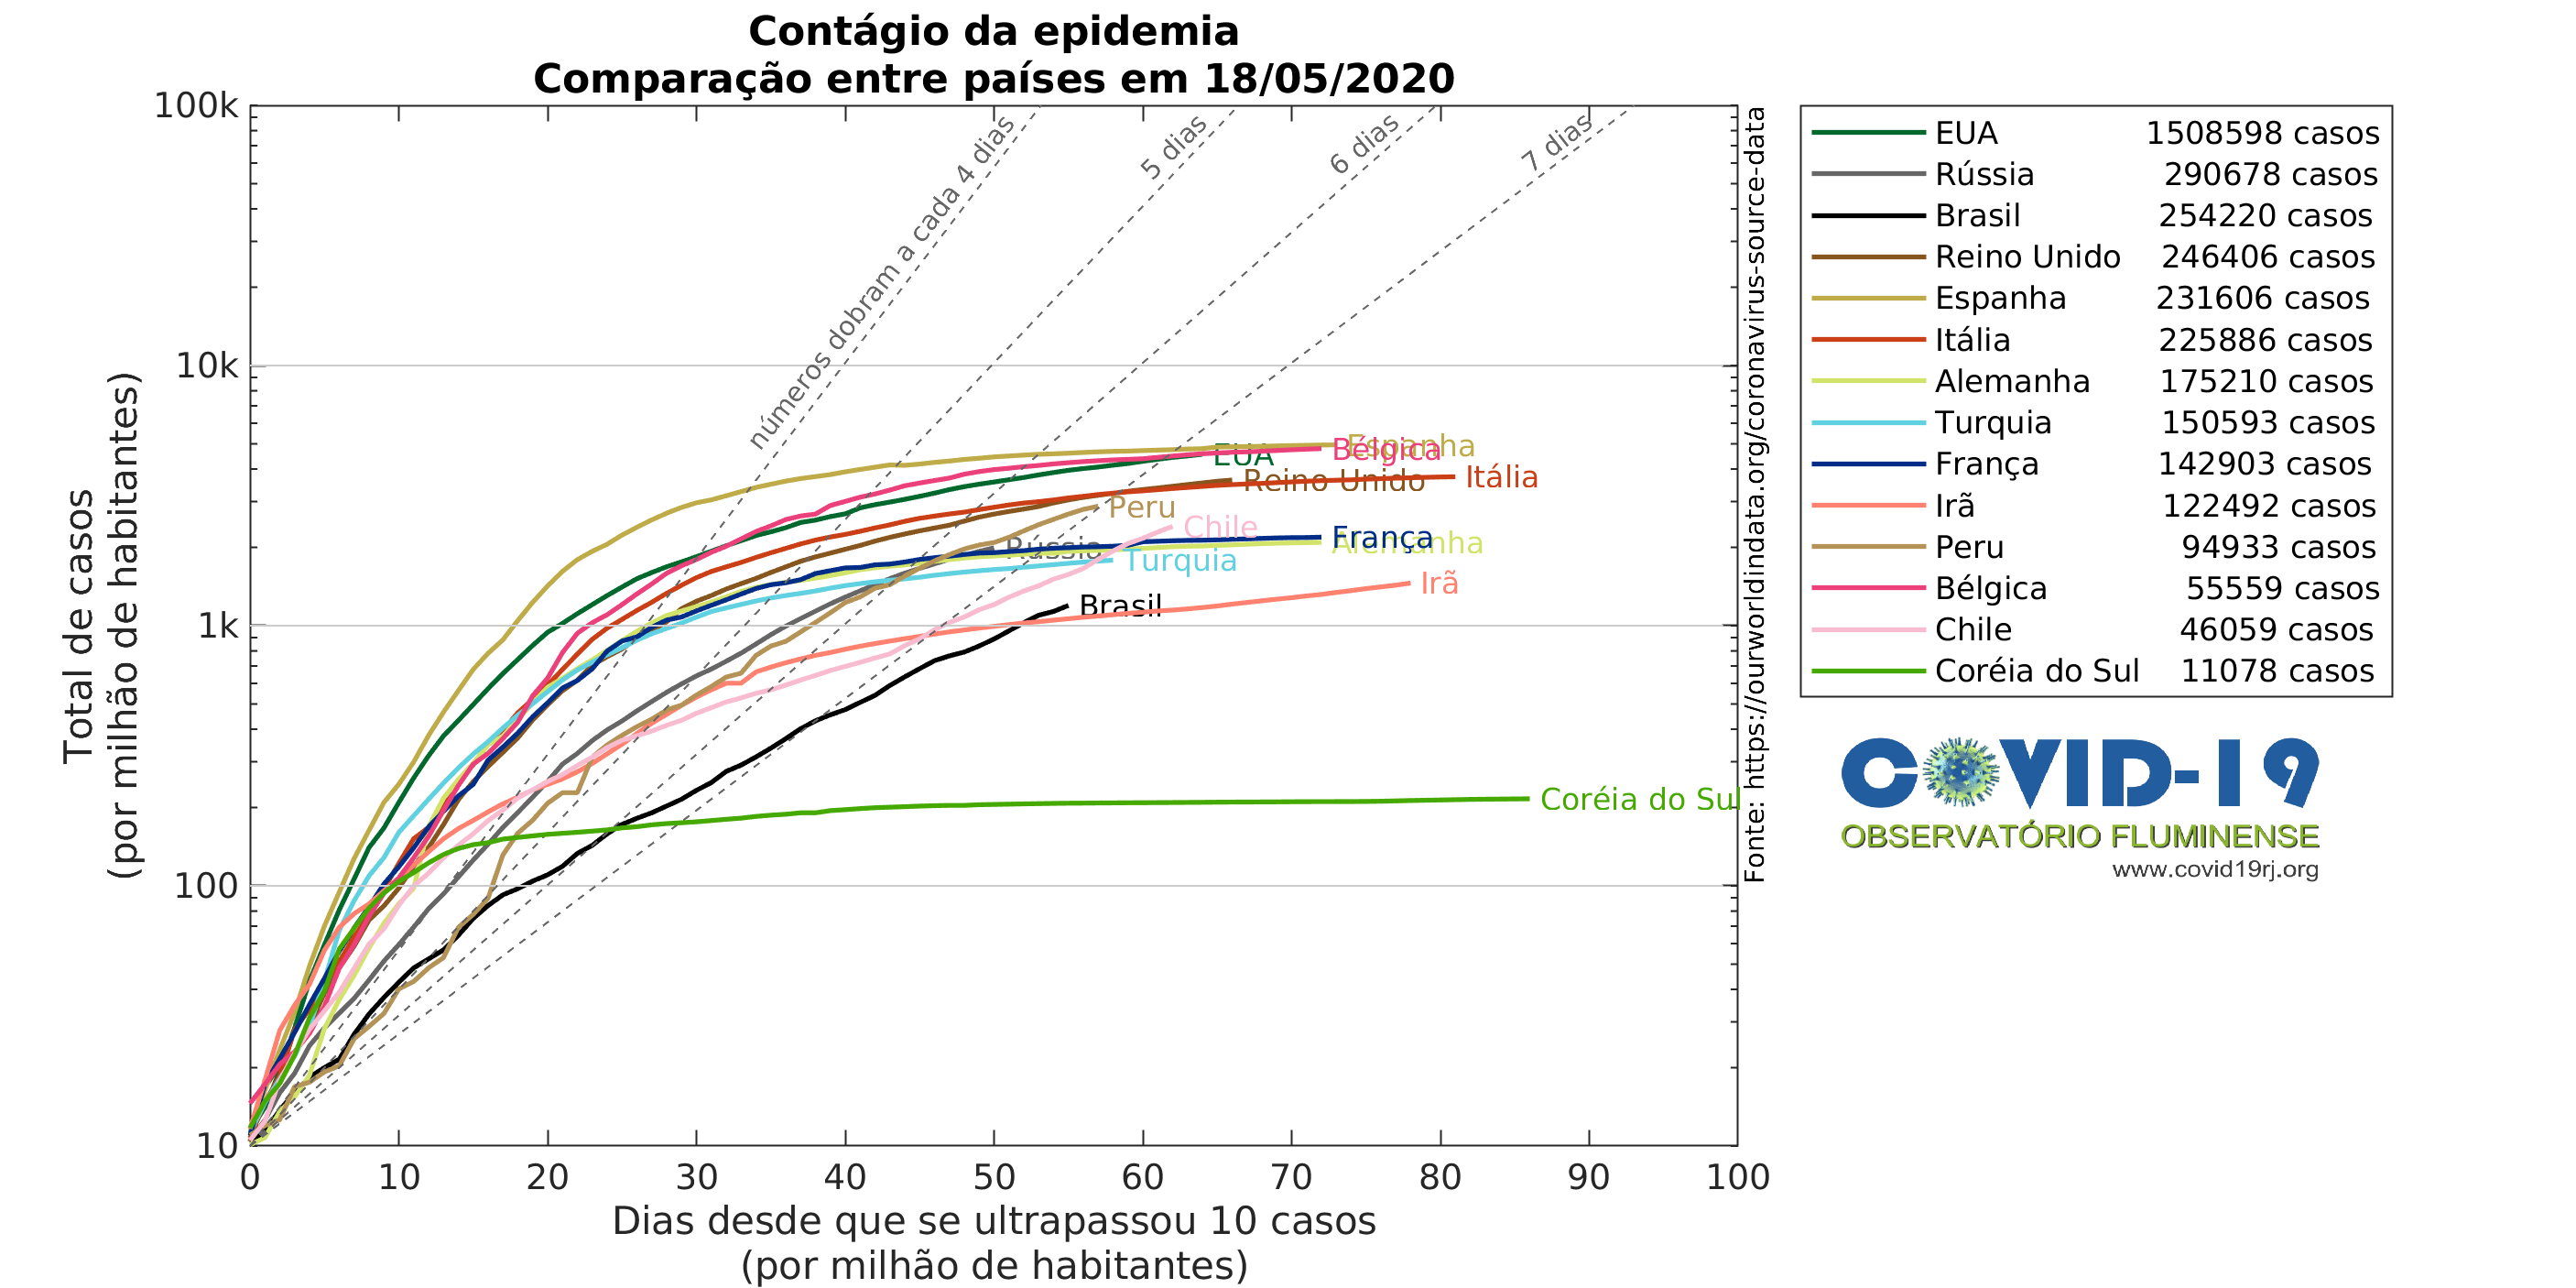 Contágio da epidemia
Comparação entre países em 18/05/2020
Total de casos
(por milhão de habitantes)
100k
10k
1k
100
10
números dobram a cada 4 dias
5 dias
6 dias
7 dias
Espanha
Bélgica
EUA
Itália
Reino Unido
Peru
Chile
França
Alemanha
Rússia
Turquia
Irã
Brasil
Coréia do Sul
0 10 20 30 40 50 60 70 80 90 100
Dias desde que se ultrapassou 10 casos
(por milhão de habitantes)
Fonte: https://ourworldindata.org/coronavirus-source-data
EUA 1508598 casos
Rússia 290678 casos
Brasil 254220 casos
Reino Unido 246406 casos
Espanha 231606 casos
Itália 225886 casos
Alemanha 175210 casos
Turquia 150593 casos
França 142903 casos
Irã 122492 casos
Peru 94933 casos
Bélgica 55559 casos
Chile 46059 casos
Coréia do Sul 11078 casos
COVID-19
OBSERVATÓRIO FLUMINENSE
www.covid19rj.org